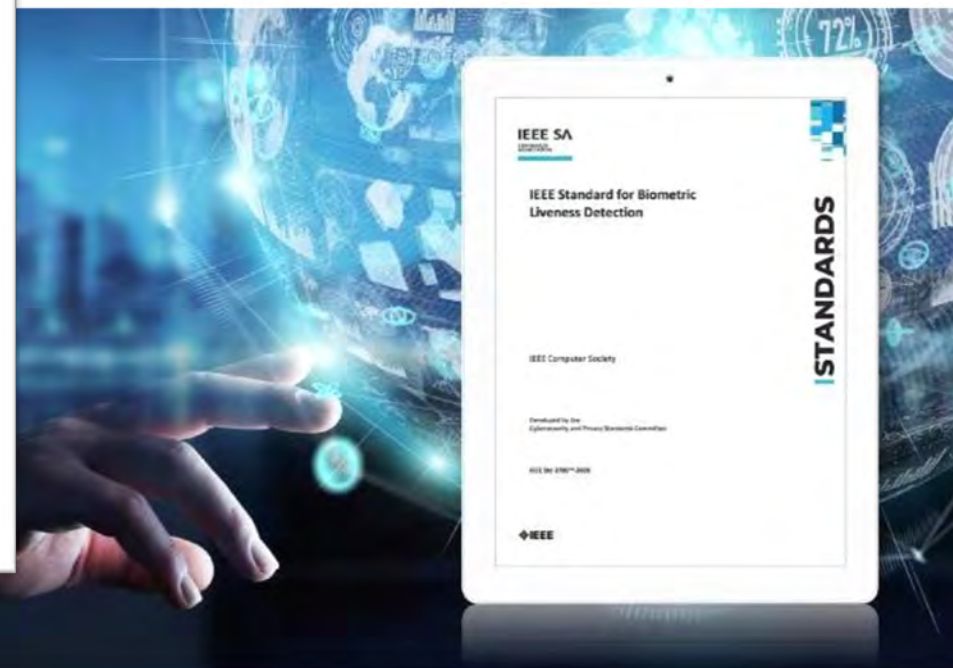 72%
IEEE SA
IEEE Standard for Biometric
Liveness Detection
STANDARDS
IEEE Computer Society
Developed by the
Cybersecurity and Privacy Standards Committee
IEEE